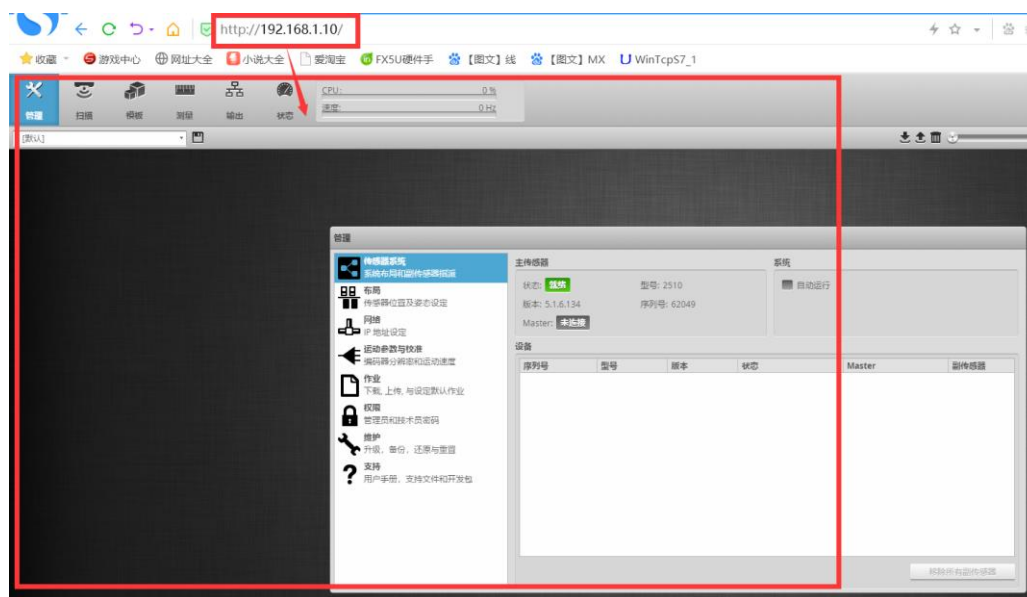 http://192.168.1.10/
收藏 游戏中心 网址大全 小说大全 爱淘宝 FX5U硬件手 【图文】线 【图文】MX WinTcpS7_1
管理 扫描 模板 测量 输出 状态
CPU: 0 %
速度: 0 Hz
[默认]
管理
传感器系统
系统布局和副传感器指派
布局
传感器位置及姿态设定
网络
IP 地址设定
运动参数与校准
编码器分辨率和运动速度
作业
下载, 上传, 与设定默认作业
权限
管理员和技术员密码
维护
升级, 备份, 还原与重置
支持
用户手册, 支持文件和开发包
主传感器
状态: 就绪 型号: 2510
版本: 5.1.6.134 序列号: 62049
Master: 未连接
系统
自动运行
设备
序列号 型号 版本 状态 Master 副传感器
移除所有副传感器